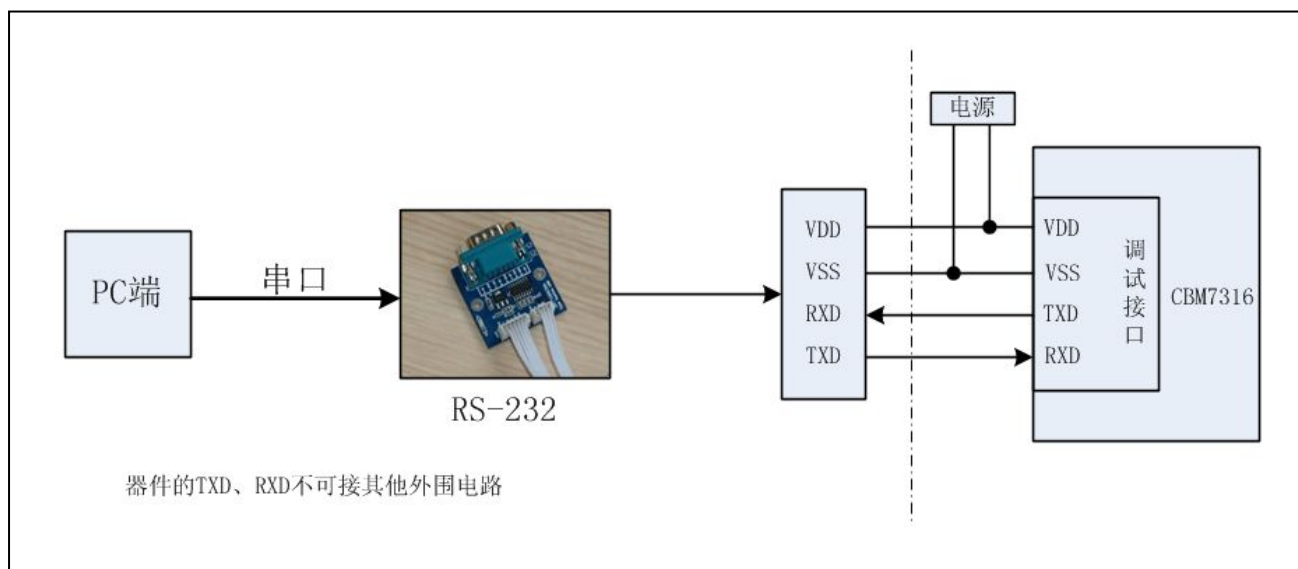 电源
PC端
串口
RS-232
VDD
VSS
RXD
TXD
VDD
VSS
TXD
RXD
调试接口
CBM7316
器件的TXD、RXD不可接其他外围电路